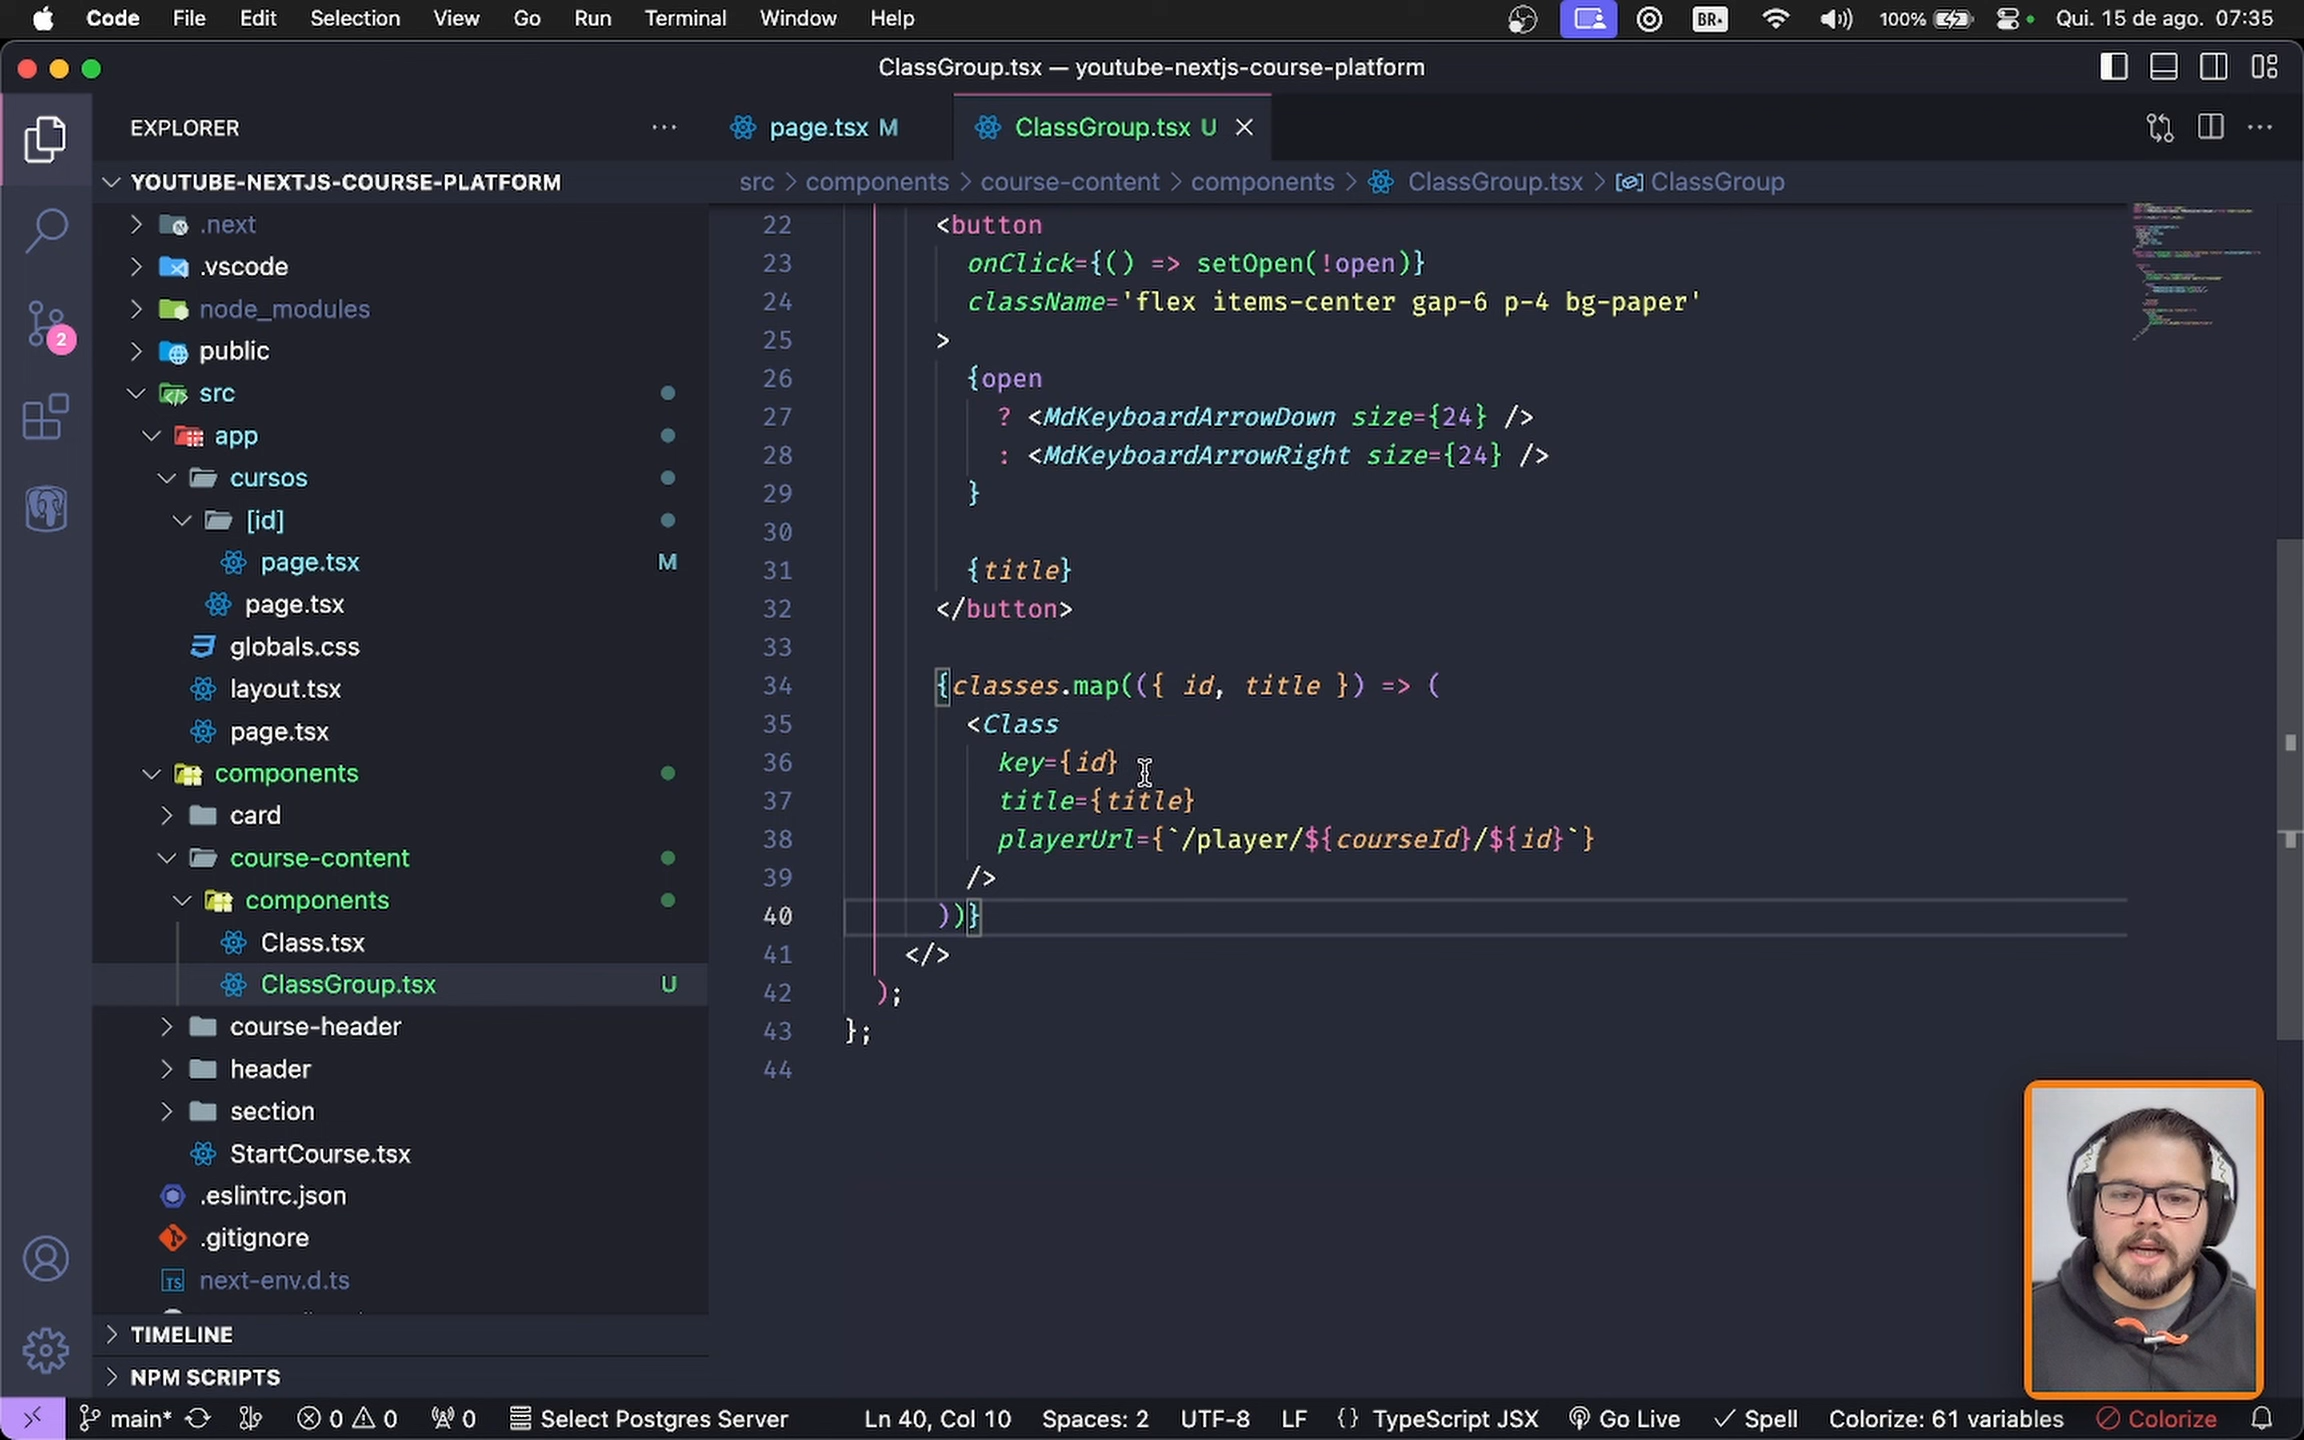 Code File Edit Selection View Go Run Terminal Window Help BR 100% Qui. 15 de ago. 07:35
ClassGroup.tsx — youtube-nextjs-course-platform
EXPLORER
page.tsx M
ClassGroup.tsx U
YOUTUBE-NEXTJS-COURSE-PLATFORM
src > components > course-content > components > ClassGroup.tsx > ClassGroup
.next
.vscode
node_modules
public
src
app
cursos
[id]
page.tsx M
page.tsx
globals.css
layout.tsx
page.tsx
components
card
course-content
components
Class.tsx
ClassGroup.tsx U
course-header
header
section
StartCourse.tsx
.eslintrc.json
.gitignore
next-env.d.ts
TIMELINE
NPM SCRIPTS
2
22 <button
23 onClick={() => setOpen(!open)}
24 className='flex items-center gap-6 p-4 bg-paper'
25 >
26 {open
27 ? <MdKeyboardArrowDown size={24} />
28 : <MdKeyboardArrowRight size={24} />
29 }
30
31 {title}
32 </button>
33
34 {classes.map(({ id, title }) => (
35 <Class
36 key={id}
37 title={title}
38 playerUrl={`/player/${courseId}/${id}`}
39 />
40 ))}
41 </>
42 );
43 };
44
main* 0 0 0 Select Postgres Server Ln 40, Col 10 Spaces: 2 UTF-8 LF {} TypeScript JSX Go Live Spell Colorize: 61 variables Colorize